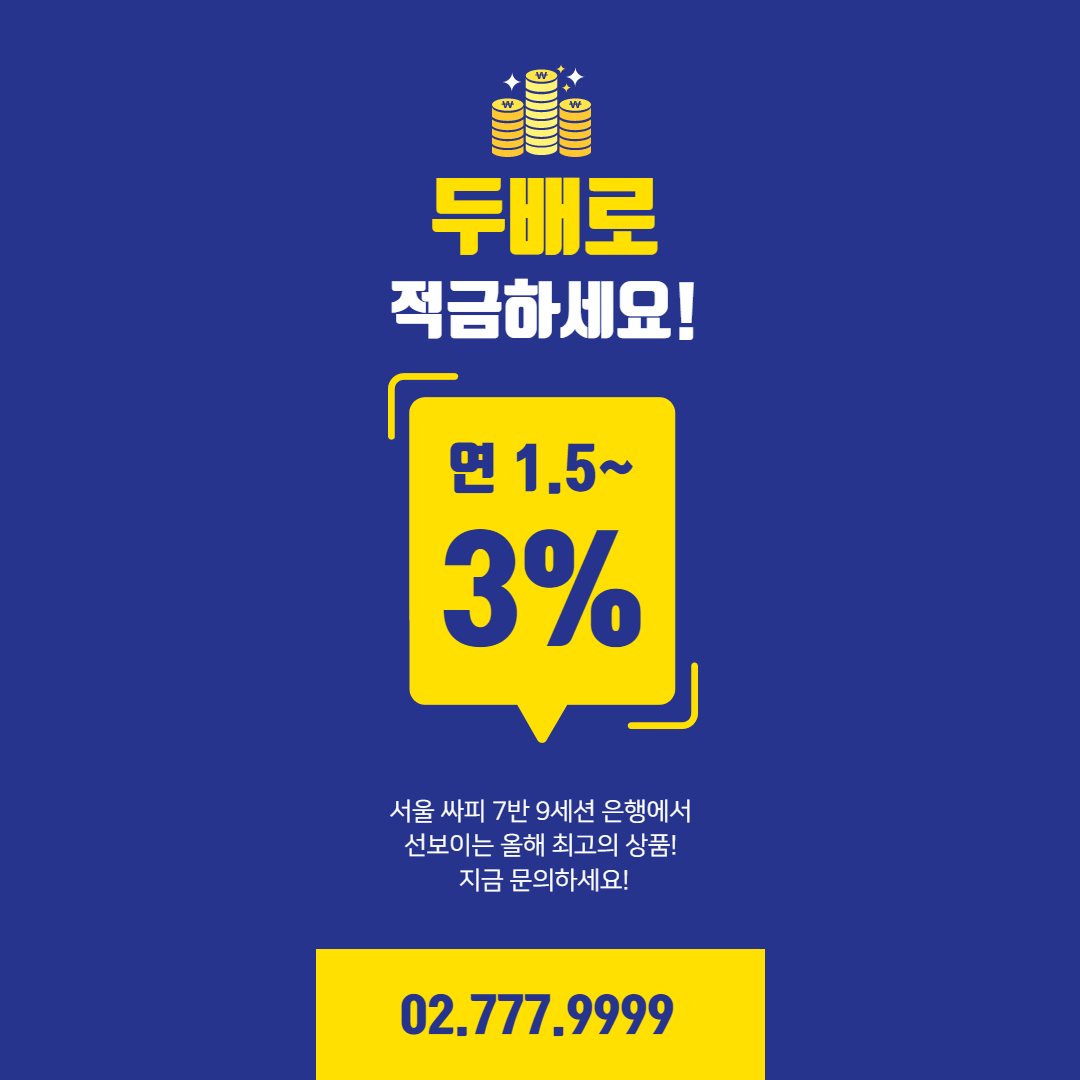 ₩
₩ ₩
두배로
적금하세요!
연 1.5~
3%
서울 싸피 7반 9세션 은행에서
선보이는 올해 최고의 상품!
지금 문의하세요!
02.777.9999